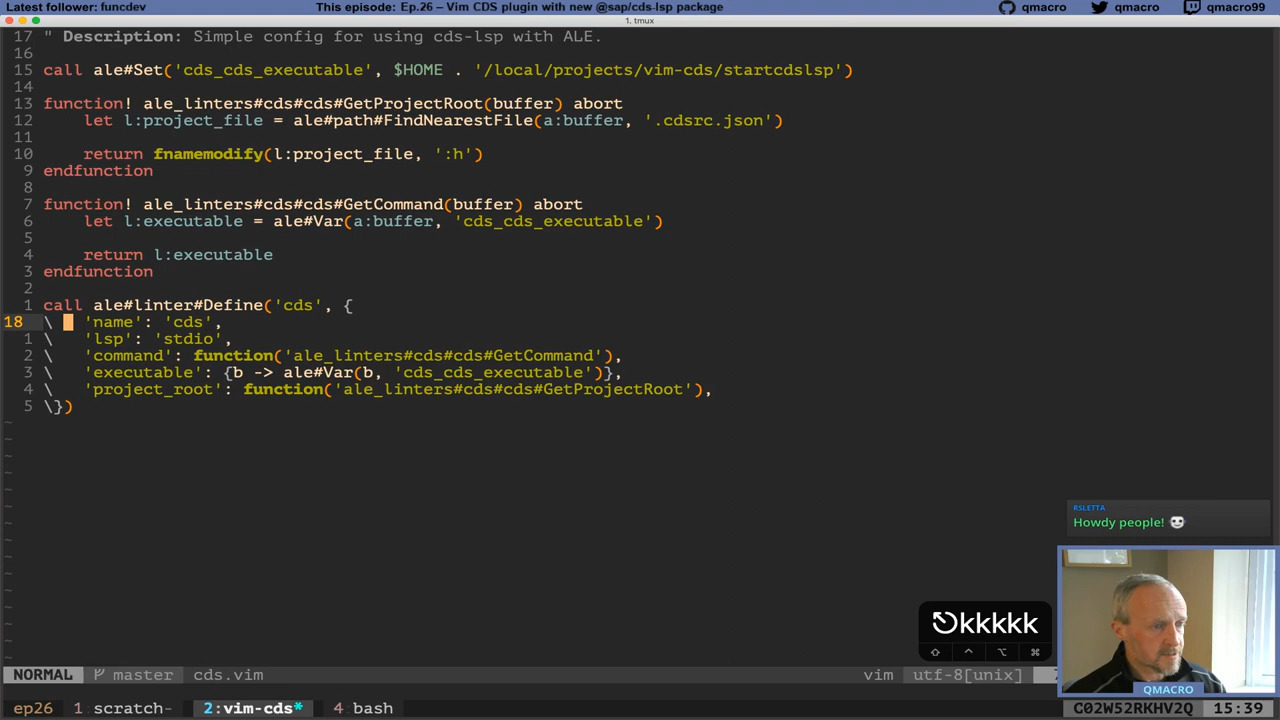 Latest follower: funcdev
This episode: Ep.26 – Vim CDS plugin with new @sap/cds-lsp package
qmacro
qmacro
qmacro99
1. tmux
17 " Description: Simple config for using cds-lsp with ALE.
16
15 call ale#Set('cds_cds_executable', $HOME . '/local/projects/vim-cds/startcdslsp')
14
13 function! ale_linters#cds#cds#GetProjectRoot(buffer) abort
12 let l:project_file = ale#path#FindNearestFile(a:buffer, '.cdsrc.json')
11
10 return fnamemodify(l:project_file, ':h')
9 endfunction
8
7 function! ale_linters#cds#cds#GetCommand(buffer) abort
6 let l:executable = ale#Var(a:buffer, 'cds_cds_executable')
5
4 return l:executable
3 endfunction
2
1 call ale#linter#Define('cds', {
18 \ 'name': 'cds',
1 \ 'lsp': 'stdio',
2 \ 'command': function('ale_linters#cds#cds#GetCommand'),
3 \ 'executable': {b -> ale#Var(b, 'cds_cds_executable')},
4 \ 'project_root': function('ale_linters#cds#cds#GetProjectRoot'),
5 \})
~
~
~
~
~
~
~
~
~
~
~
~
~
~
RSLETTA
Howdy people!
kkkkk
QMACRO
NORMAL master cds.vim vim utf-8[unix]
ep26 1:scratch- 2:vim-cds* 4 bash C02W52RKHV2Q 15:39